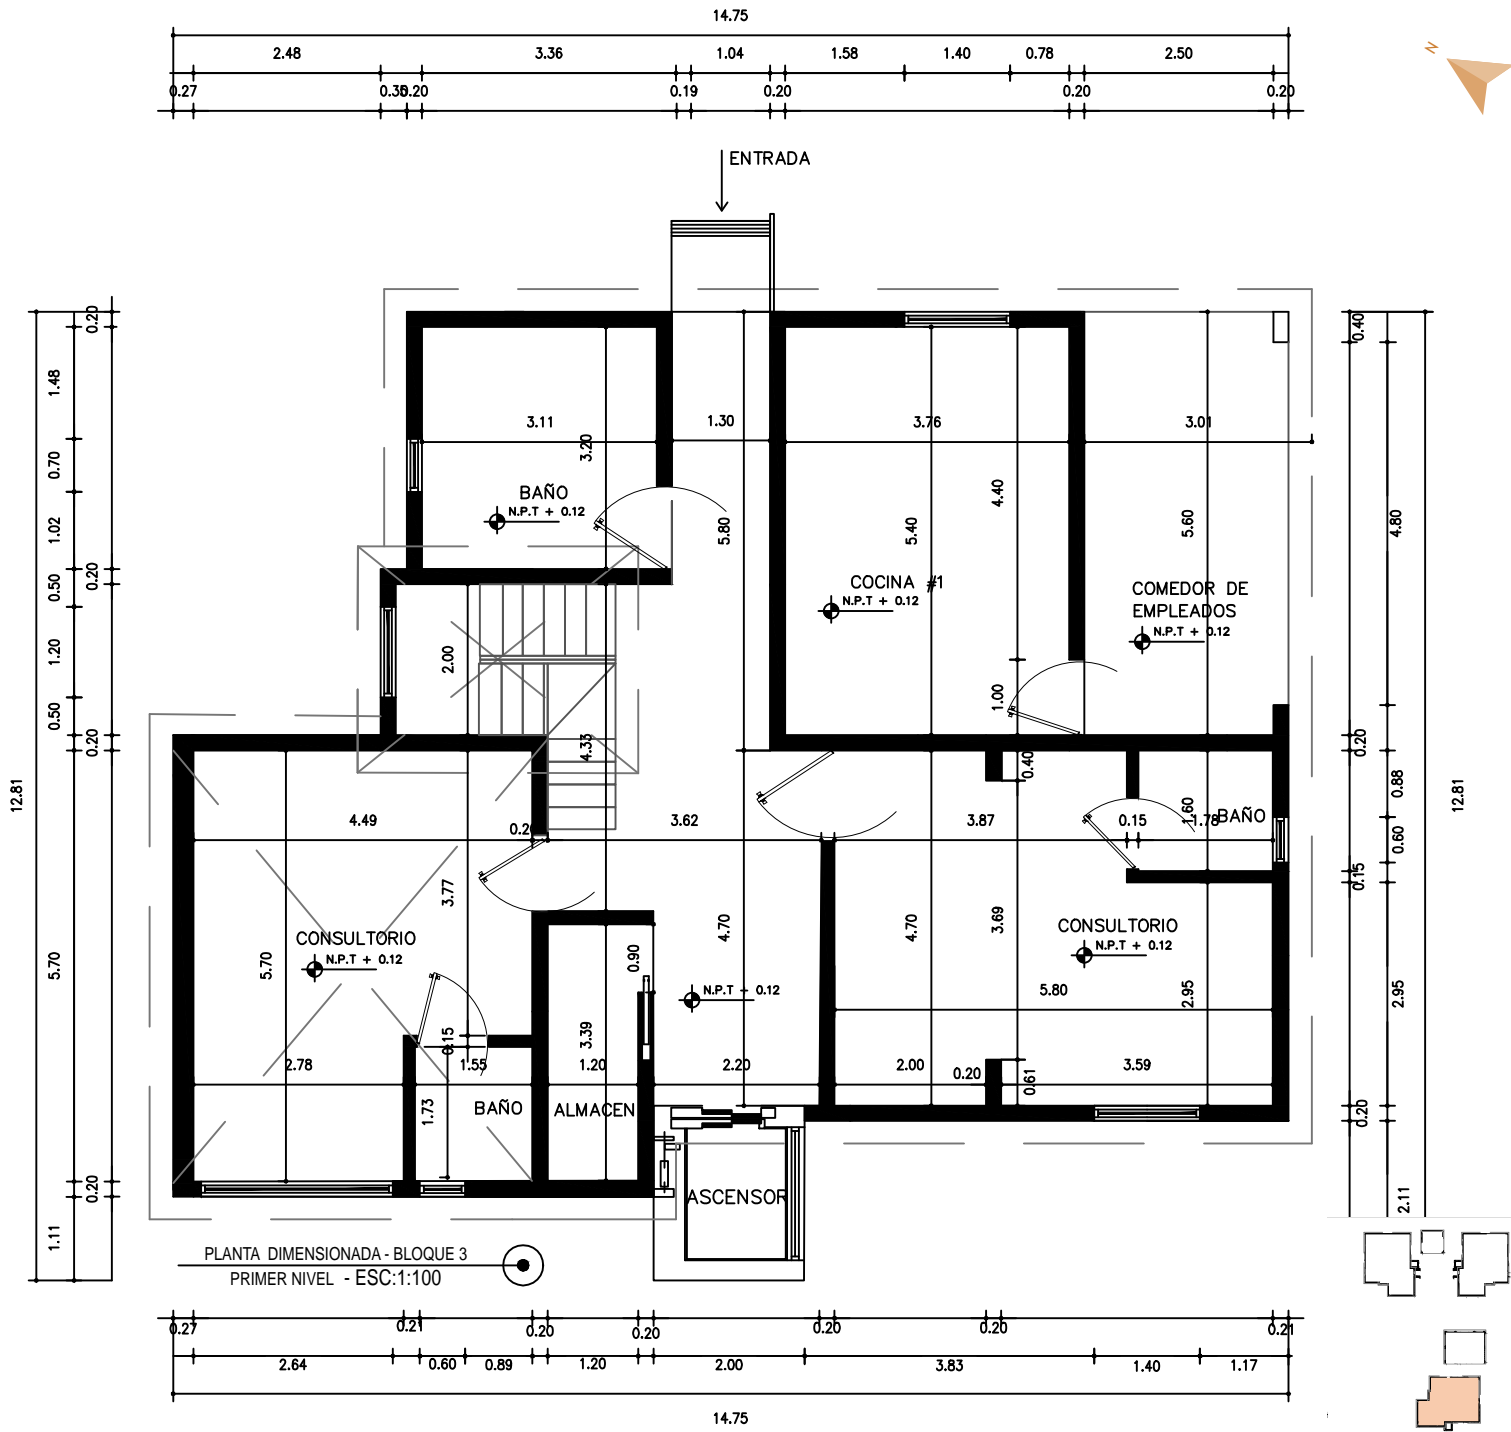 14.75
2.48 3.36 1.04 1.58 1.40 0.78 2.50
0.27 0.35 0.20 0.19 0.20 0.20 0.20
N
ENTRADA
0.20
1.48
0.70
1.02
0.20
0.50
1.20
0.50
0.20
12.81
5.70
0.20
1.11
0.40
4.80
0.20
0.88
0.60
0.15
12.81
2.95
0.20
2.11
3.11 1.30 3.76 3.01
3.20
BAÑO
N.P.T + 0.12
5.80
5.40
4.40
5.60
COCINA #1
N.P.T + 0.12
COMEDOR DE
EMPLEADOS
N.P.T + 0.12
2.00
1.00
4.33
0.40
4.49 0.20 3.62 3.87 0.15 1.78
1.60
BAÑO
3.77
CONSULTORIO
N.P.T + 0.12
5.70
4.70
4.70
3.69
CONSULTORIO
N.P.T + 0.12
0.90
N.P.T + 0.12
5.80
2.95
0.15
3.39
2.78 1.55 1.20 2.20 2.00 0.20 3.59
0.61
1.73
BAÑO
ALMACEN
ASCENSOR
PLANTA DIMENSIONADA - BLOQUE 3
PRIMER NIVEL - ESC:1:100
0.27 0.21 0.20 0.20 0.20 0.20 0.21
2.64 0.60 0.89 1.20 2.00 3.83 1.40 1.17
14.75